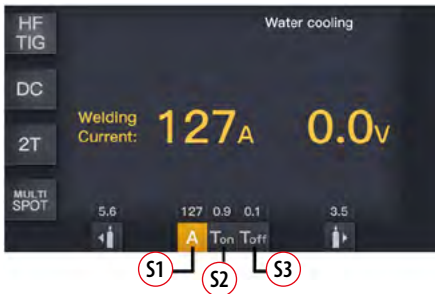 HF
TIG
Water cooling
DC
Welding
Current:
127A
0.0V
2T
MULTI
SPOT
5.6
127
0.9
0.1
3.5
A
Ton
Toff
S1
S2
S3